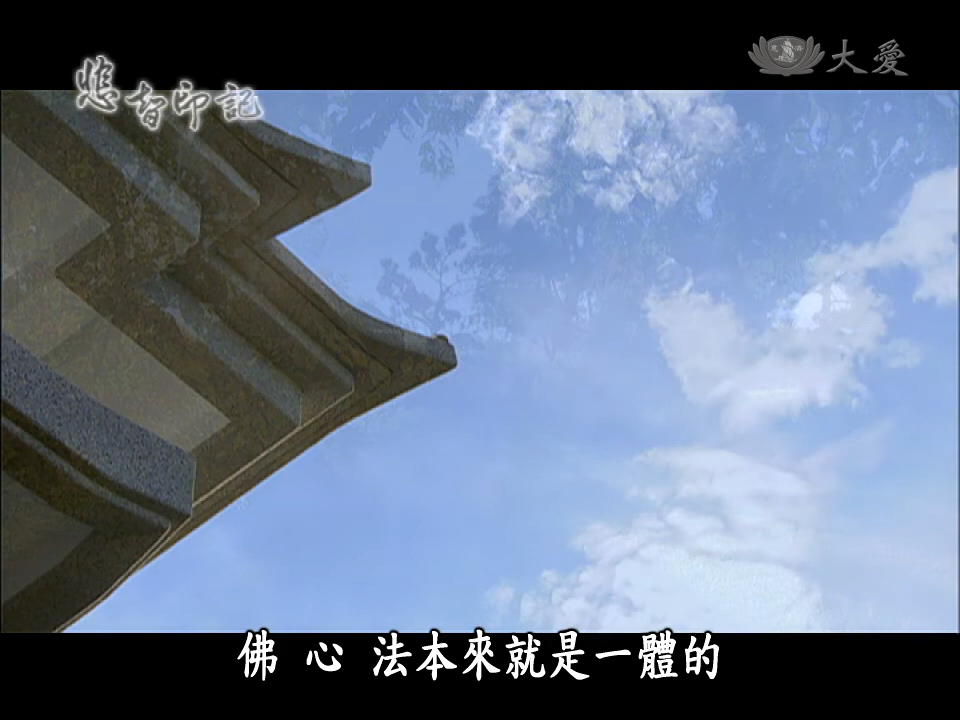 大愛
悲智印記
佛 心 法本來就是一體的